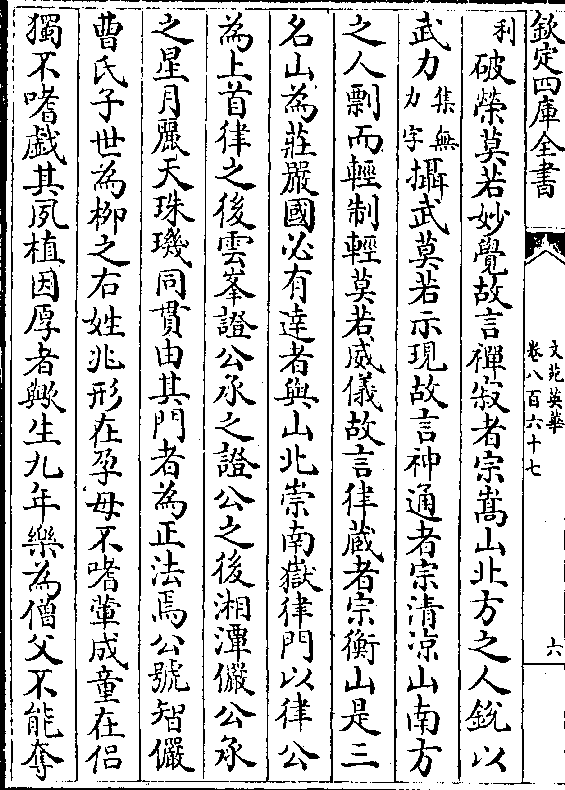 欽定四庫全書
文苑英華
卷八百六十七
六
利破榮莫若妙覺故言禪寂者宗嵩山北方之人銳以
武力集無力字攝武莫若示現故言神通者宗清凉山南方
之人剽而輕制輕莫若威儀故言律蔵者宗衡山是三
名山為莊嚴國必有達者與山比崇南嶽律門以律公
為上首律之後雲峯證公承之證公之後湘潭儼公承
之星月麗天珠璣同貫由其門者為正法焉公號智儼
曹氏子世為栁之右姓兆形在孕母不嗜葷成童在侣
獨不嗜戲其夙植因厚者歟生九年樂為僧父不能奪